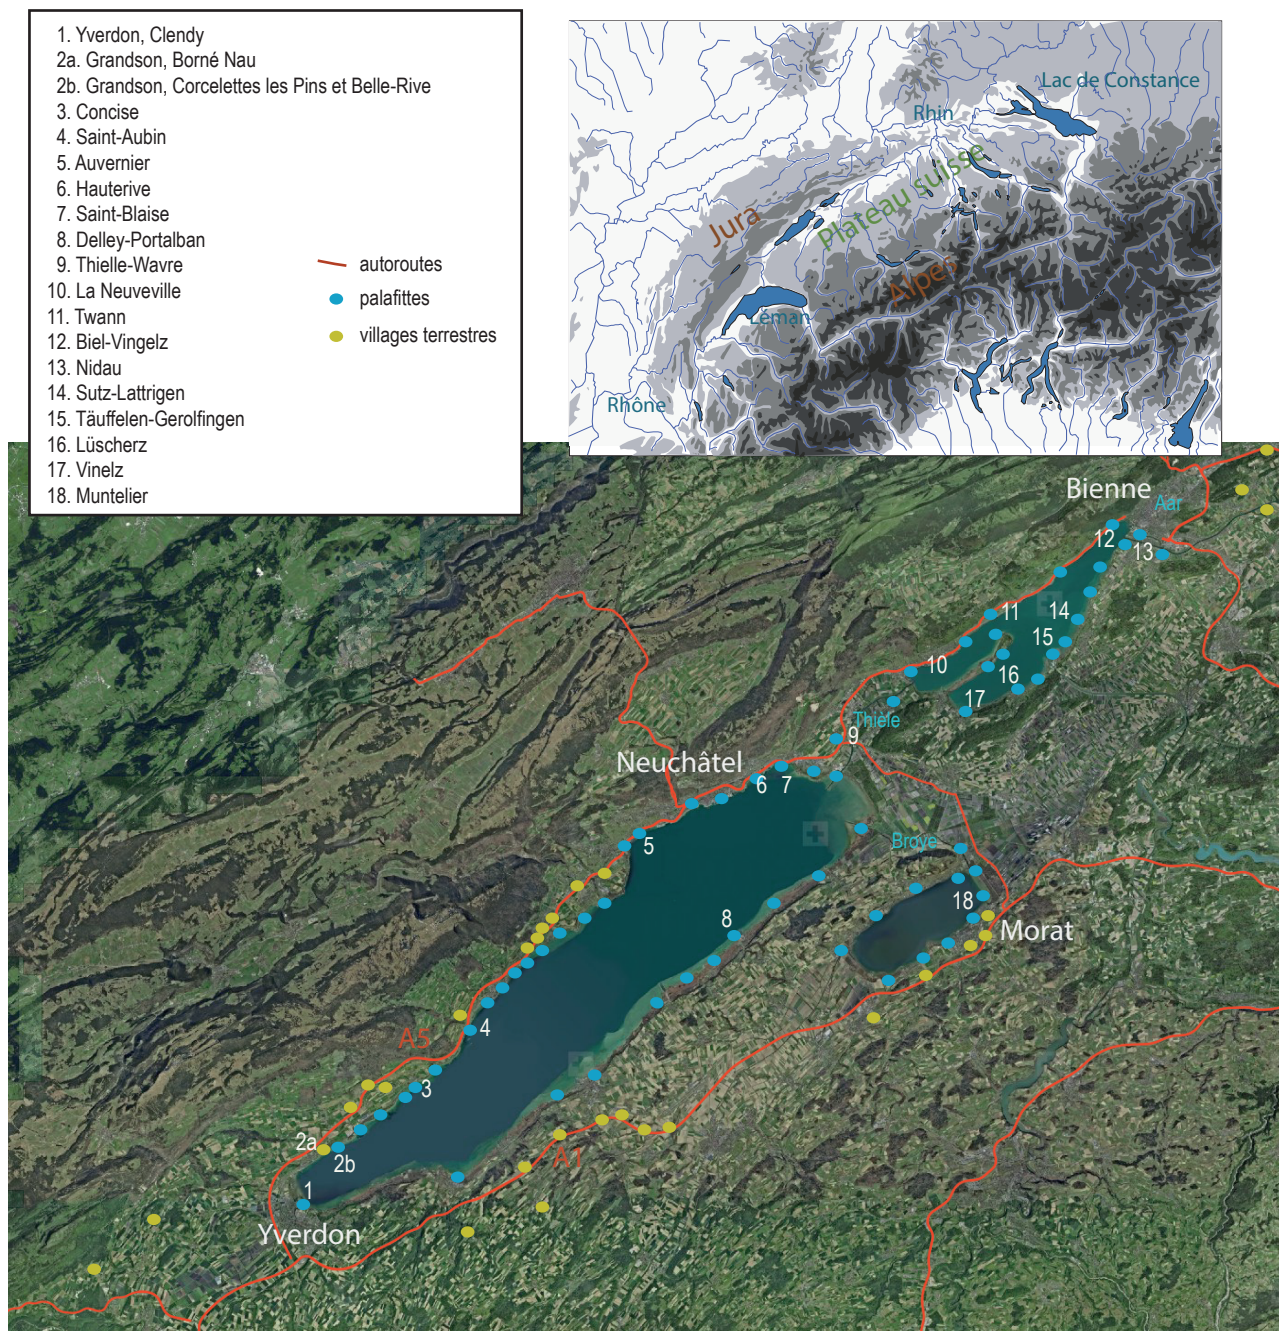 1. Yverdon, Clendy
2a. Grandson, Borné Nau
2b. Grandson, Corcelettes les Pins et Belle-Rive
3. Concise
4. Saint-Aubin
5. Auvernier
6. Hauterive
7. Saint-Blaise
8. Delley-Portalban
9. Thielle-Wavre
10. La Neuveville
11. Twann
12. Biel-Vingelz
13. Nidau
14. Sutz-Lattrigen
15. Täuffelen-Gerolfingen
16. Lüscherz
17. Vinelz
18. Muntelier
autoroutes
palafittes
villages terrestres
Lac de Constance
Rhin
Plateau suisse
Jura
Alpes
Léman
Rhône
Bienne
Aar
12
13
11
14
15
10
16
17
Thièle
9
Neuchâtel
6
7
5
Broye
18
8
Morat
4
A5
3
2a
2b
A1
1
Yverdon